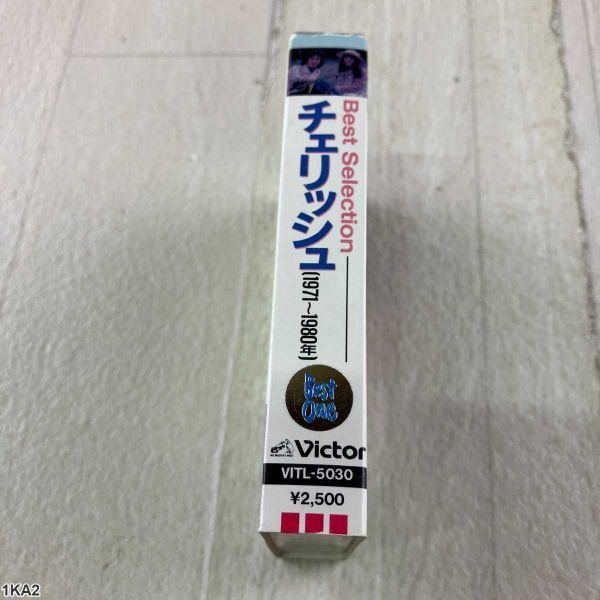 Best Selection
チェリッシュ
(1971〜1980年)
Best
One
Victor
VITL-5030
¥2,500
1KA2